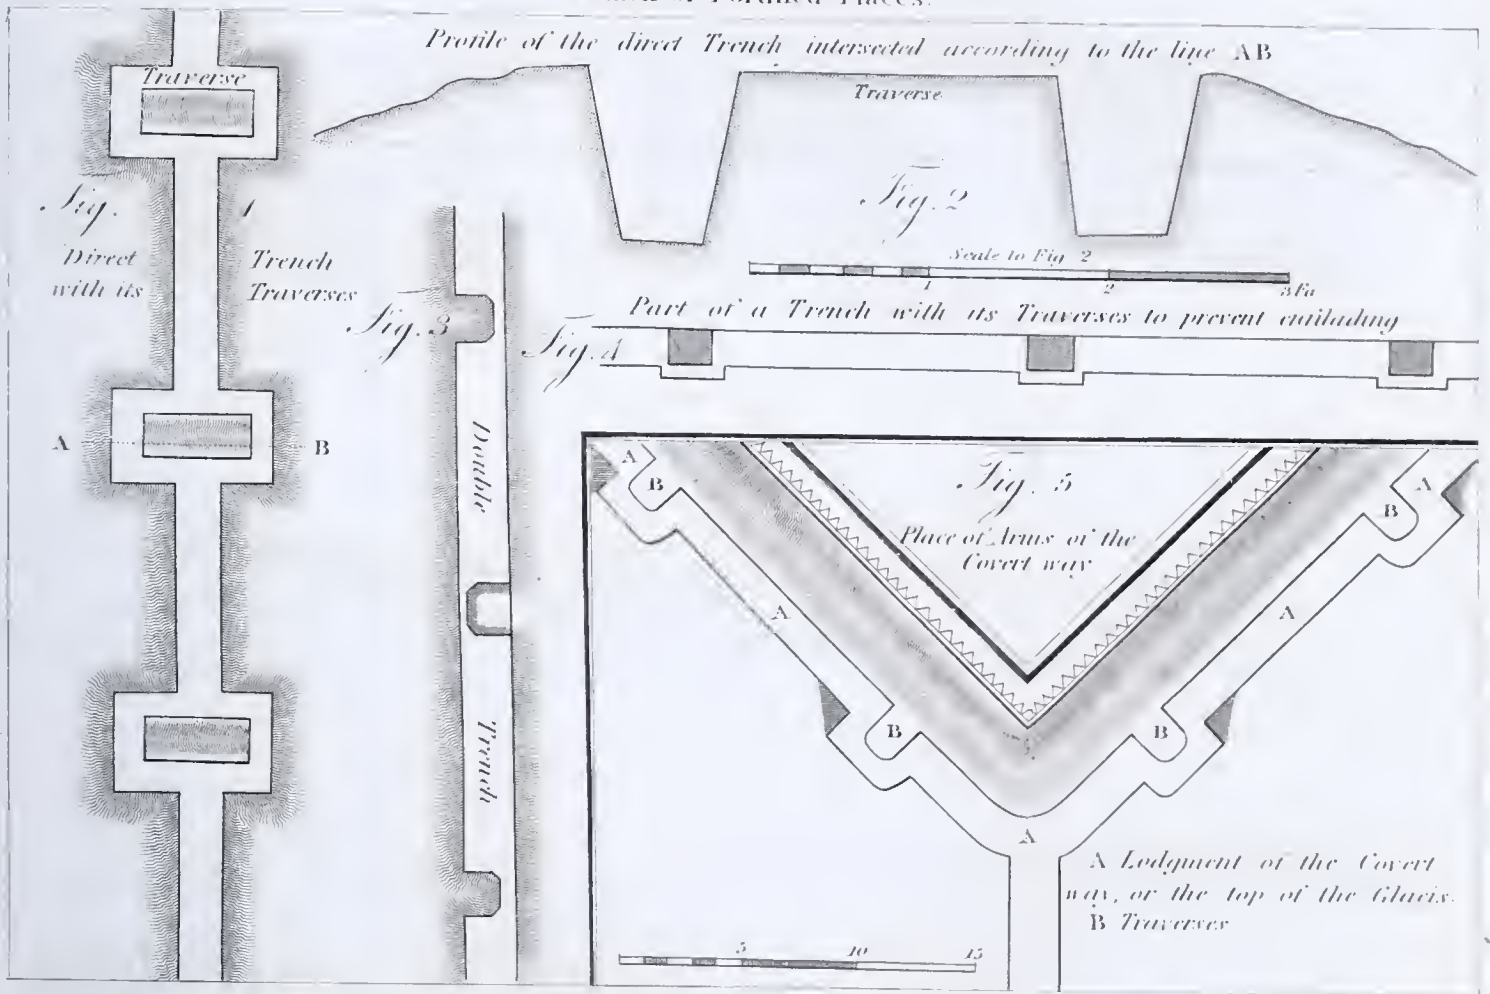 Fortified Places.
Profile of the direct Trench intersected according to the line AB
Traverse
Traverse
Fig. 1
Direct Trench
with its Traverses
A
B
Fig. 2
Scale to Fig 2
1 2 3 Fa
Fig. 3
Double
Trench
Part of a Trench with its Traverses to prevent enfilading
Fig. 4
Fig. 5
Place of Arms of the
Covert way
A
B
A
B
A
A
B
B
A
A Lodgment of the Covert
way, or the top of the Glacis.
B Traverses
5 10 15